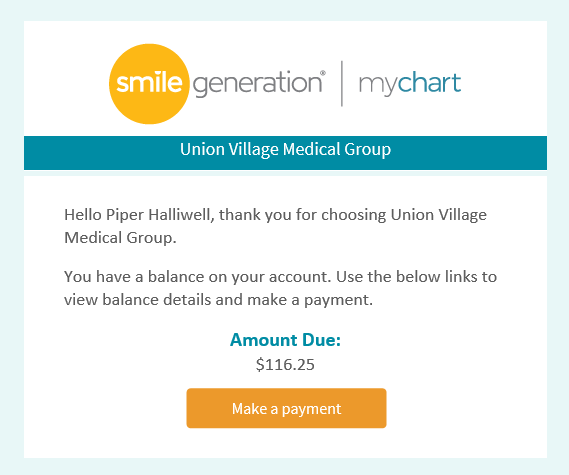 smile generation® | mychart
Union Village Medical Group
Hello Piper Halliwell, thank you for choosing Union Village
Medical Group.
You have a balance on your account. Use the below links to
view balance details and make a payment.
Amount Due:
$116.25
Make a payment